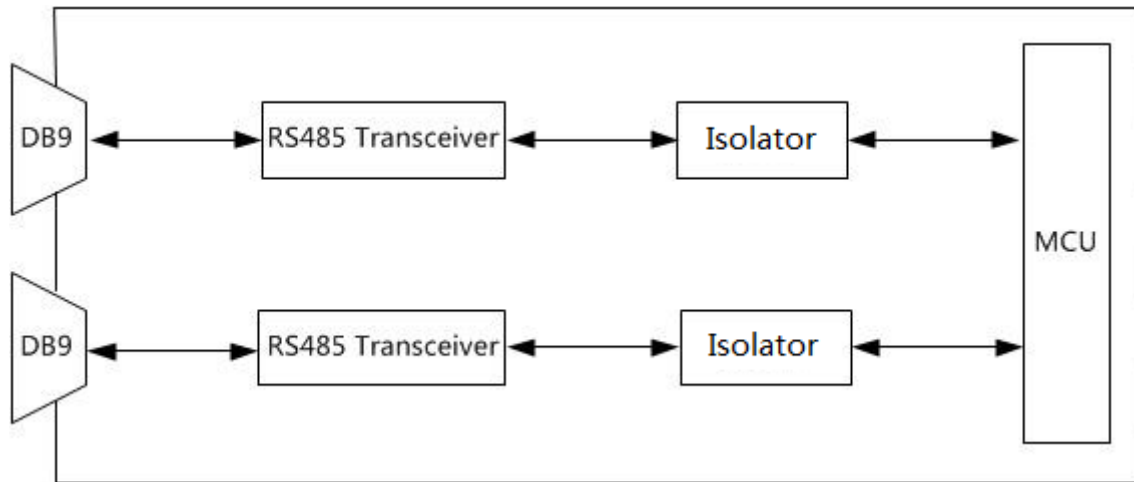 DB9
RS485 Transceiver
Isolator
MCU
DB9
RS485 Transceiver
Isolator